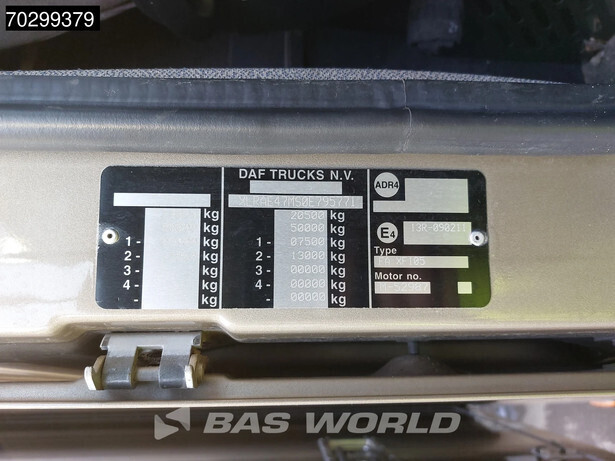 70299379
DAF TRUCKS N.V.
ADR4
kg 20500 kg
kg 50000 kg
E4 13R-090211
1- kg 1- 07500 kg
Type
2- kg 2- 13000 kg
FA XF105
3- kg 3- 00000 kg
Motor no.
4- kg 4- 00000 kg
- kg - 00000 kg
BAS WORLD